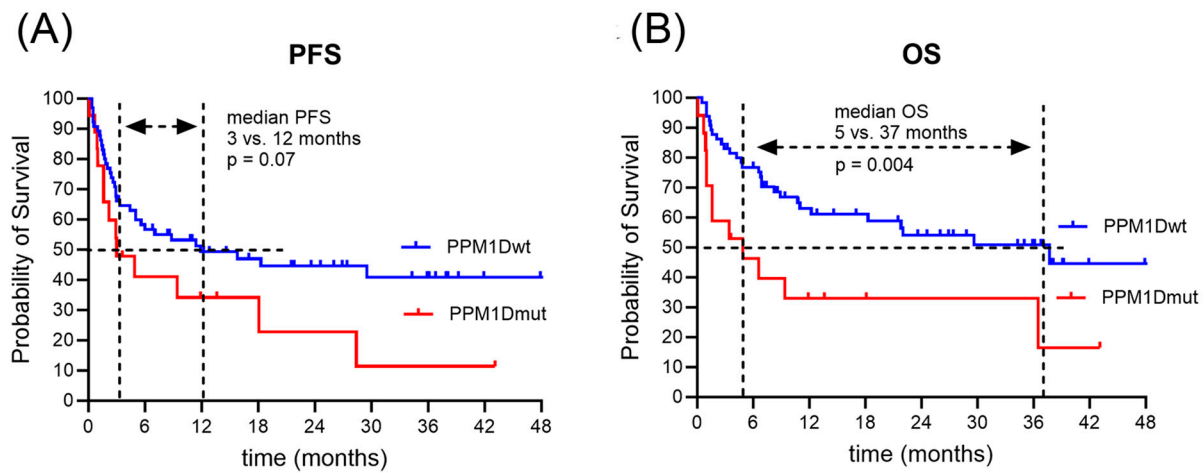 (A)
PFS
median PFS
3 vs. 12 months
p = 0.07
Probability of Survival
100
90
80
70
60
50
40
30
20
10
0
PPM1Dwt
PPM1Dmut
0 6 12 18 24 30 36 42 48
time (months)
(B)
OS
median OS
5 vs. 37 months
p = 0.004
Probability of Survival
100
90
80
70
60
50
40
30
20
10
0
PPM1Dwt
PPM1Dmut
0 6 12 18 24 30 36 42 48
time (months)